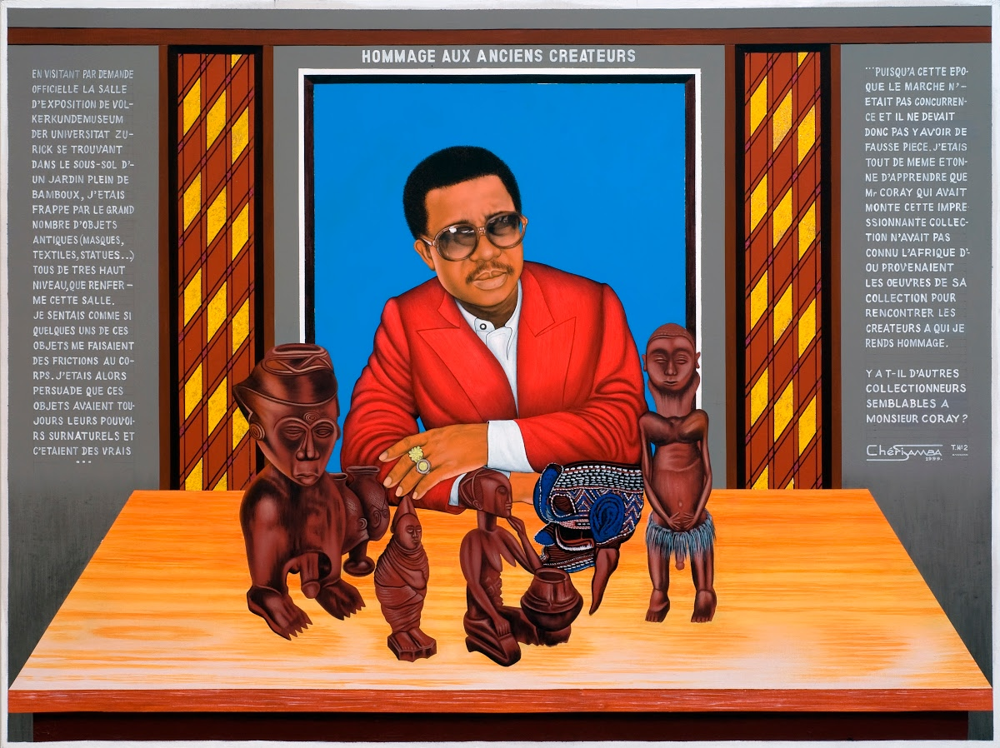 HOMMAGE AUX ANCIENS CREATEURS
EN VISITANT PAR DEMANDE
OFFICIELLE LA SALLE
D'EXPOSITION DE VÖL-
KERKUNDEMUSEUM
DER UNIVERSITAT ZU-
RICK SE TROUVANT
DANS LE SOUS-SOL D'-
UN JARDIN PLEIN DE
BAMBOUX, J'ETAIS
FRAPPE PAR LE GRAND
NOMBRE D'OBJETS
ANTIQUES (MASQUES,
TEXTILES, STATUES...)
TOUS DE TRES HAUT
NIVEAU, QUE RENFER-
ME CETTE SALLE.
JE SENTAIS COMME SI
QUELQUES UNS DE CES
OBJETS ME FAISAIENT
DES FRICTIONS AU CO-
RPS. J'ETAIS ALORS
PERSUADE QUE CES
OBJETS AVAIENT TOU-
JOURS LEURS POUVOI-
RS SURNATURELS ET
C'ETAIENT DES VRAIS
...
...PUISQU'A CETTE EPO-
QUE LE MARCHE N'-
ETAIT PAS CONCURREN-
CE ET IL NE DEVAIT
DONC PAS Y AVOIR DE
FAUSSE PIECE. J'ETAIS
TOUT DE MEME ETON-
NE D'APPRENDRE QUE
Mr CORAY QUI AVAIT
MONTE CETTE IMPRE-
SSIONNANTE COLLEC-
TION N'AVAIT PAS
CONNU L'AFRIQUE D'-
OU PROVENAIENT
LES OEUVRES DE SA
COLLECTION POUR
RENCONTRER LES
CREATEURS A QUI JE
RENDS HOMMAGE.
Y A T-IL D'AUTRES
COLLECTIONNEURS
SEMBLABLES A
MONSIEUR CORAY?
Chéri SAMBA
1999.
T.N°2